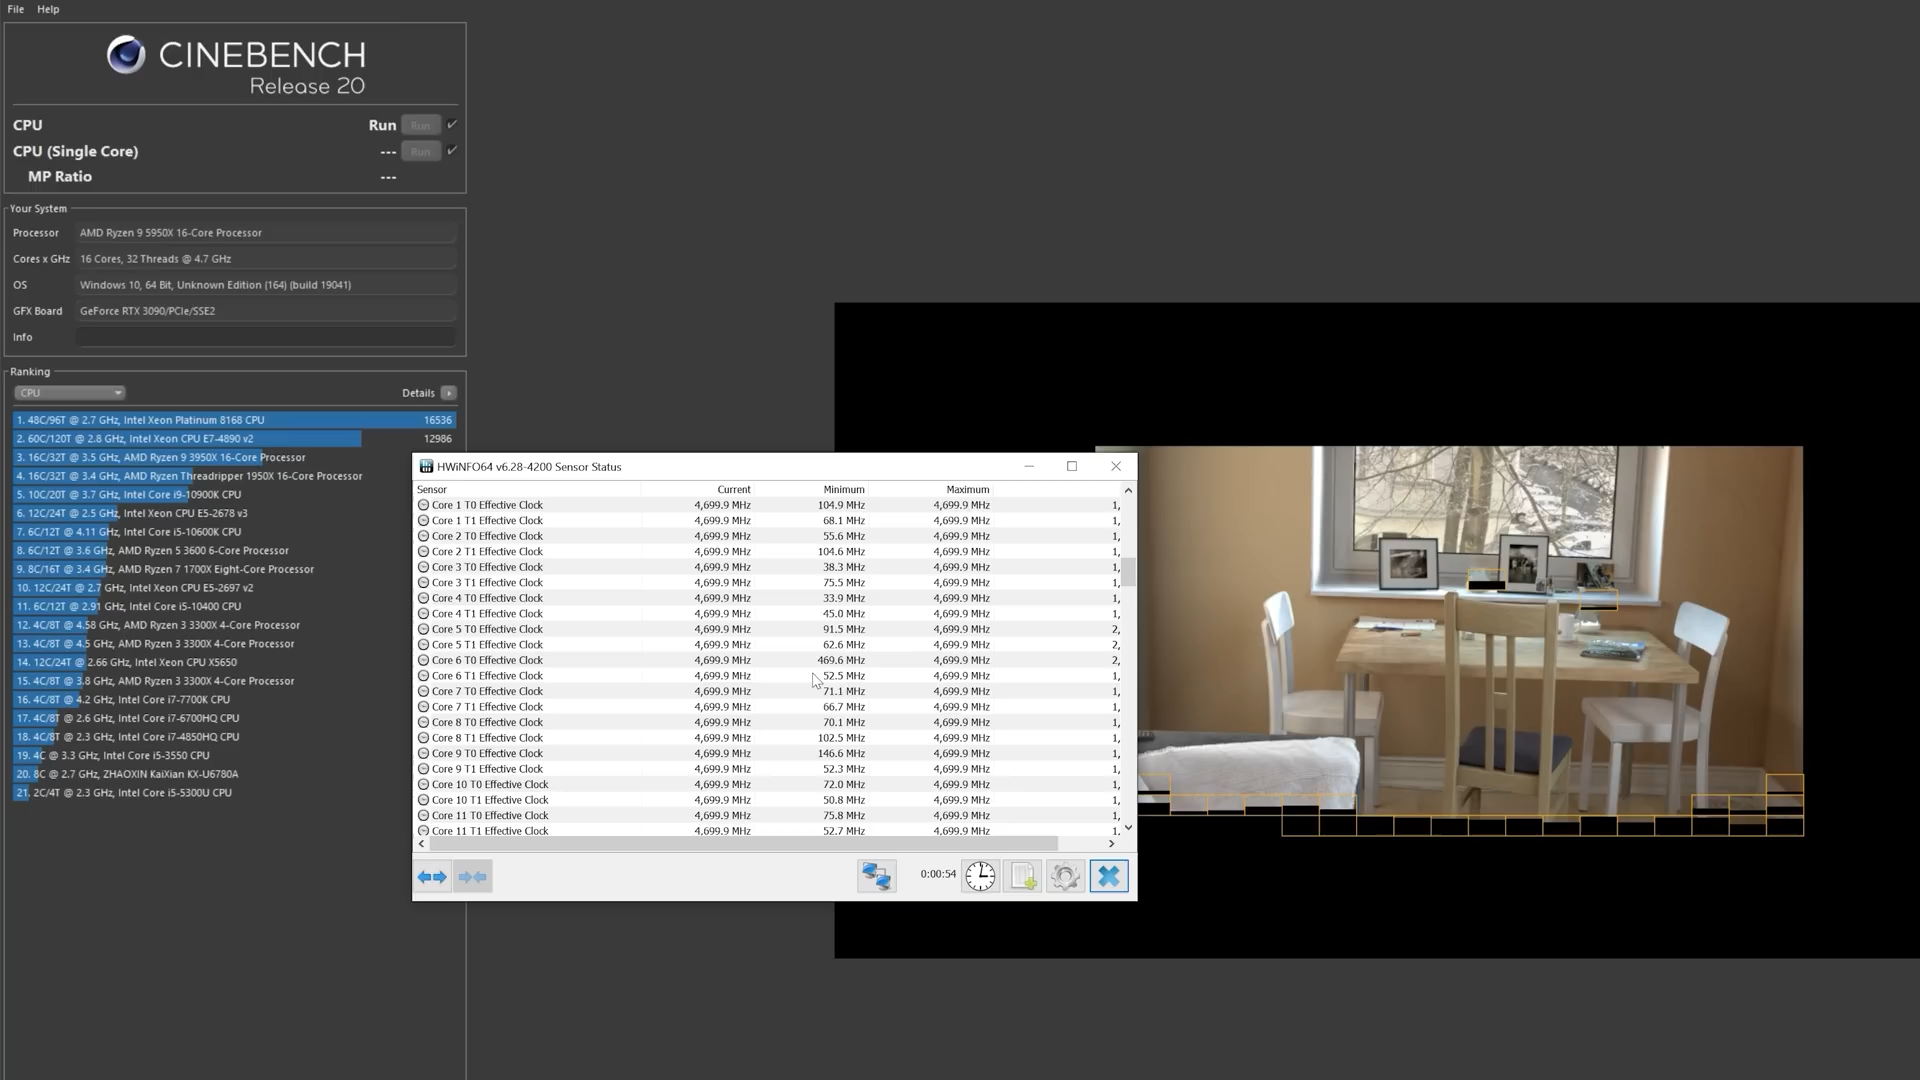 File Help
CINEBENCH
Release 20
CPU Run Run
CPU (Single Core) --- Run
MP Ratio ---
Your System
Processor AMD Ryzen 9 5950X 16-Core Processor
Cores x GHz 16 Cores, 32 Threads @ 4.7 GHz
OS Windows 10, 64 Bit, Unknown Edition (164) (build 19041)
GFX Board GeForce RTX 3090/PCIe/SSE2
Info
Ranking
CPU Details
1. 48C/96T @ 2.7 GHz, Intel Xeon Platinum 8168 CPU 16536
2. 60C/120T @ 2.8 GHz, Intel Xeon CPU E7-4890 v2 12986
3. 16C/32T @ 3.5 GHz, AMD Ryzen 9 3950X 16-Core Processor
4. 16C/32T @ 3.4 GHz, AMD Ryzen Threadripper 1950X 16-Core Processor
5. 10C/20T @ 3.7 GHz, Intel Core i9-10900K CPU
6. 12C/24T @ 2.5 GHz, Intel Xeon CPU E5-2678 v3
7. 6C/12T @ 4.11 GHz, Intel Core i5-10600K CPU
8. 6C/12T @ 3.6 GHz, AMD Ryzen 5 3600 6-Core Processor
9. 8C/16T @ 3.4 GHz, AMD Ryzen 7 1700X Eight-Core Processor
10. 12C/24T @ 2.7 GHz, Intel Xeon CPU E5-2697 v2
11. 6C/12T @ 2.91 GHz, Intel Core i5-10400 CPU
12. 4C/8T @ 4.58 GHz, AMD Ryzen 3 3300X 4-Core Processor
13. 4C/8T @ 4.5 GHz, AMD Ryzen 3 3300X 4-Core Processor
14. 12C/24T @ 2.66 GHz, Intel Xeon CPU X5650
15. 4C/8T @ 3.8 GHz, AMD Ryzen 3 3300X 4-Core Processor
16. 4C/8T @ 4.2 GHz, Intel Core i7-7700K CPU
17. 4C/8T @ 2.6 GHz, Intel Core i7-6700HQ CPU
18. 4C/8T @ 2.3 GHz, Intel Core i7-4850HQ CPU
19. 4C @ 3.3 GHz, Intel Core i5-3550 CPU
20. 8C @ 2.7 GHz, ZHAOXIN KaiXian KX-U6780A
21. 2C/4T @ 2.3 GHz, Intel Core i5-5300U CPU
HWiNFO64 v6.28-4200 Sensor Status
Sensor Current Minimum Maximum
Core 1 T0 Effective Clock 4,699.9 MHz 104.9 MHz 4,699.9 MHz 1,
Core 1 T1 Effective Clock 4,699.9 MHz 68.1 MHz 4,699.9 MHz 1,
Core 2 T0 Effective Clock 4,699.9 MHz 55.6 MHz 4,699.9 MHz 1,
Core 2 T1 Effective Clock 4,699.9 MHz 104.6 MHz 4,699.9 MHz 1,
Core 3 T0 Effective Clock 4,699.9 MHz 38.3 MHz 4,699.9 MHz 1,
Core 3 T1 Effective Clock 4,699.9 MHz 75.5 MHz 4,699.9 MHz 1,
Core 4 T0 Effective Clock 4,699.9 MHz 33.9 MHz 4,699.9 MHz 1,
Core 4 T1 Effective Clock 4,699.9 MHz 45.0 MHz 4,699.9 MHz 1,
Core 5 T0 Effective Clock 4,699.9 MHz 91.5 MHz 4,699.9 MHz 2,
Core 5 T1 Effective Clock 4,699.9 MHz 62.6 MHz 4,699.9 MHz 2,
Core 6 T0 Effective Clock 4,699.9 MHz 469.6 MHz 4,699.9 MHz 2,
Core 6 T1 Effective Clock 4,699.9 MHz 52.5 MHz 4,699.9 MHz 1,
Core 7 T0 Effective Clock 4,699.9 MHz 71.1 MHz 4,699.9 MHz 1,
Core 7 T1 Effective Clock 4,699.9 MHz 66.7 MHz 4,699.9 MHz 1,
Core 8 T0 Effective Clock 4,699.9 MHz 70.1 MHz 4,699.9 MHz 1,
Core 8 T1 Effective Clock 4,699.9 MHz 102.5 MHz 4,699.9 MHz 1,
Core 9 T0 Effective Clock 4,699.9 MHz 146.6 MHz 4,699.9 MHz 1,
Core 9 T1 Effective Clock 4,699.9 MHz 52.3 MHz 4,699.9 MHz 1,
Core 10 T0 Effective Clock 4,699.9 MHz 72.0 MHz 4,699.9 MHz 1,
Core 10 T1 Effective Clock 4,699.9 MHz 50.8 MHz 4,699.9 MHz 1,
Core 11 T0 Effective Clock 4,699.9 MHz 75.8 MHz 4,699.9 MHz 1,
Core 11 T1 Effective Clock 4,699.9 MHz 52.7 MHz 4,699.9 MHz 1,
0:00:54